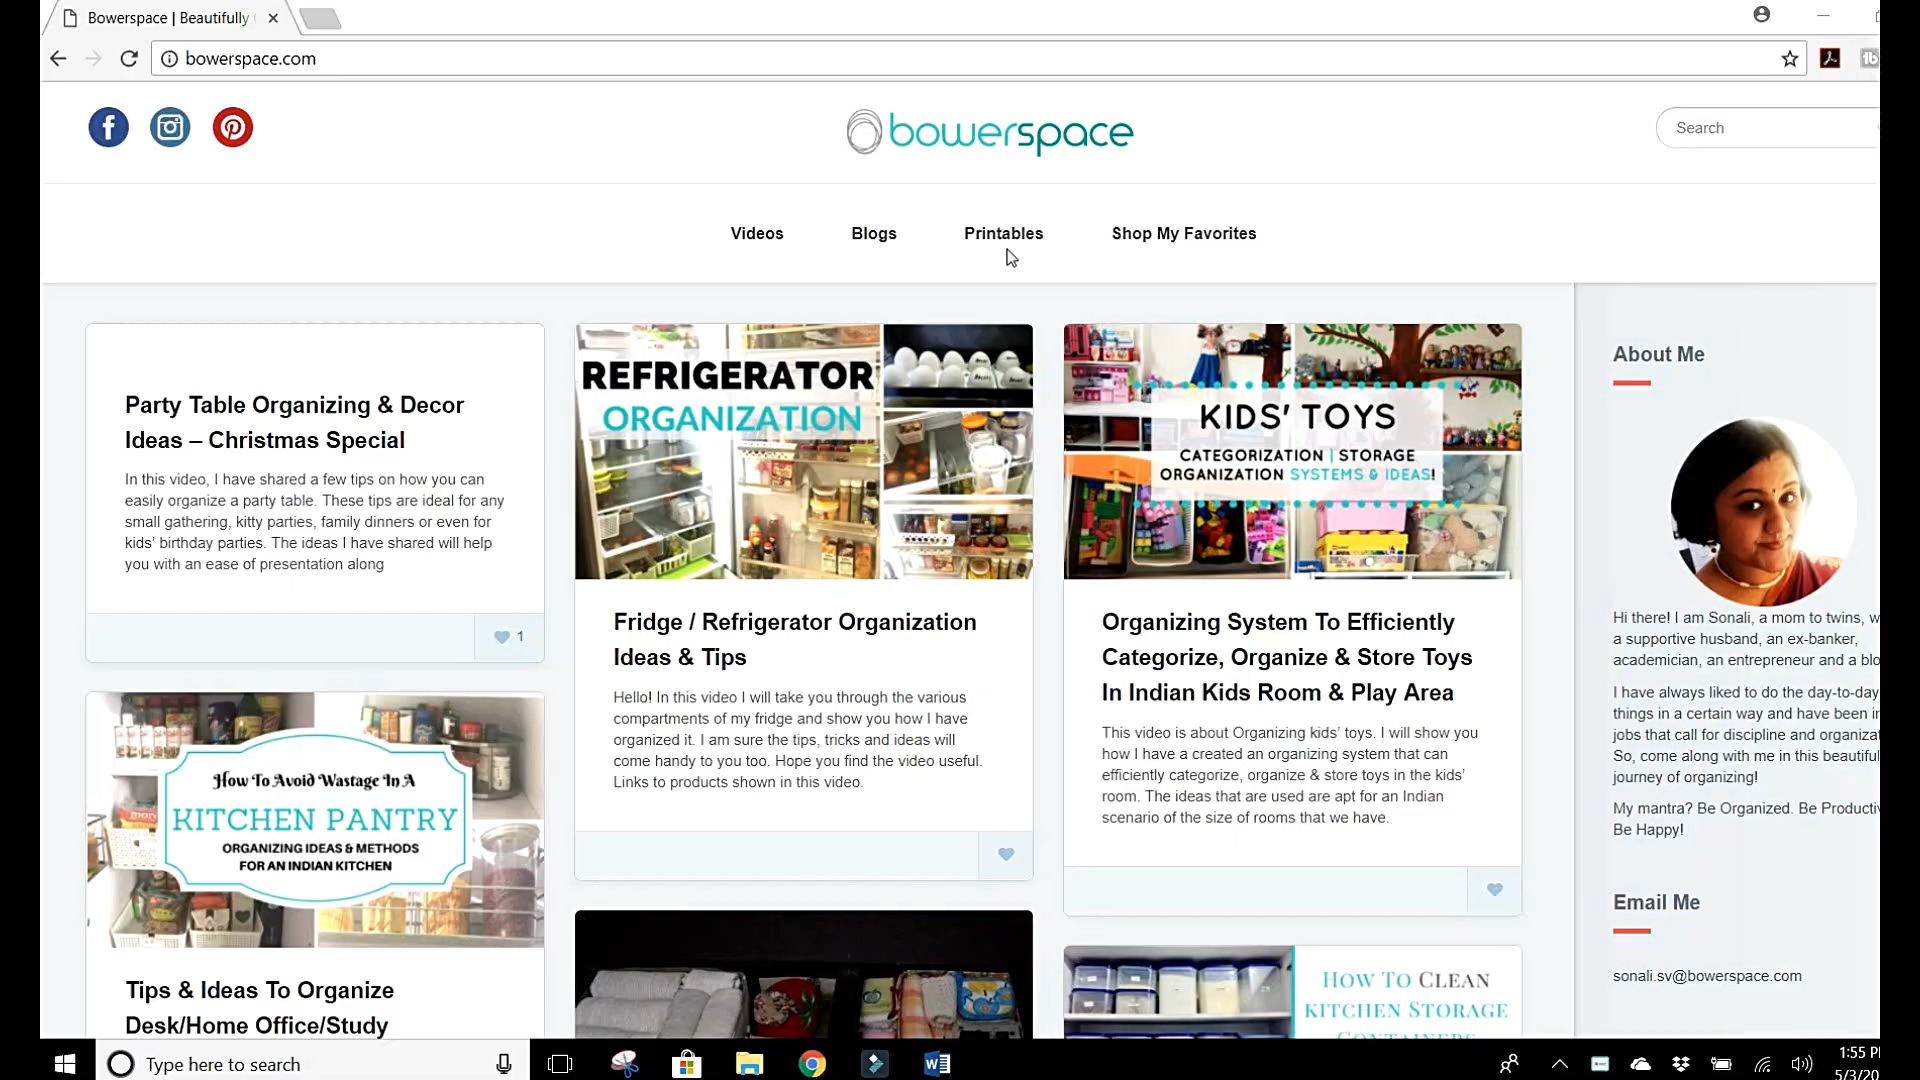 Bowerspace | Beautifully
bowerspace.com
bowerspace
Search
Videos
Blogs
Printables
Shop My Favorites
Party Table Organizing & Decor
Ideas – Christmas Special
In this video, I have shared a few tips on how you can
easily organize a party table. These tips are ideal for any
small gathering, kitty parties, family dinners or even for
kids' birthday parties. The ideas I have shared will help
you with an ease of presentation along
1
How To Avoid Wastage In A
KITCHEN PANTRY
ORGANIZING IDEAS & METHODS
FOR AN INDIAN KITCHEN
Tips & Ideas To Organize
Desk/Home Office/Study
REFRIGERATOR
ORGANIZATION
Fridge / Refrigerator Organization
Ideas & Tips
Hello! In this video I will take you through the various
compartments of my fridge and show you how I have
organized it. I am sure the tips, tricks and ideas will
come handy to you too. Hope you find the video useful.
Links to products shown in this video.
KIDS' TOYS
CATEGORIZATION | STORAGE
ORGANIZATION SYSTEMS & IDEAS!
Organizing System To Efficiently
Categorize, Organize & Store Toys
In Indian Kids Room & Play Area
This video is about Organizing kids' toys. I will show you
how I have a created an organizing system that can
efficiently categorize, organize & store toys in the kids'
room. The ideas that are used are apt for an Indian
scenario of the size of rooms that we have.
HOW TO CLEAN
KITCHEN STORAGE
CONTAINERS
About Me
Hi there! I am Sonali, a mom to twins, w
a supportive husband, an ex-banker,
academician, an entrepreneur and a blo
I have always liked to do the day-to-day
things in a certain way and have been in
jobs that call for discipline and organizat
So, come along with me in this beautiful
journey of organizing!
My mantra? Be Organized. Be Producti
Be Happy!
Email Me
sonali.sv@bowerspace.com
Type here to search
1:55 P
5/3/20